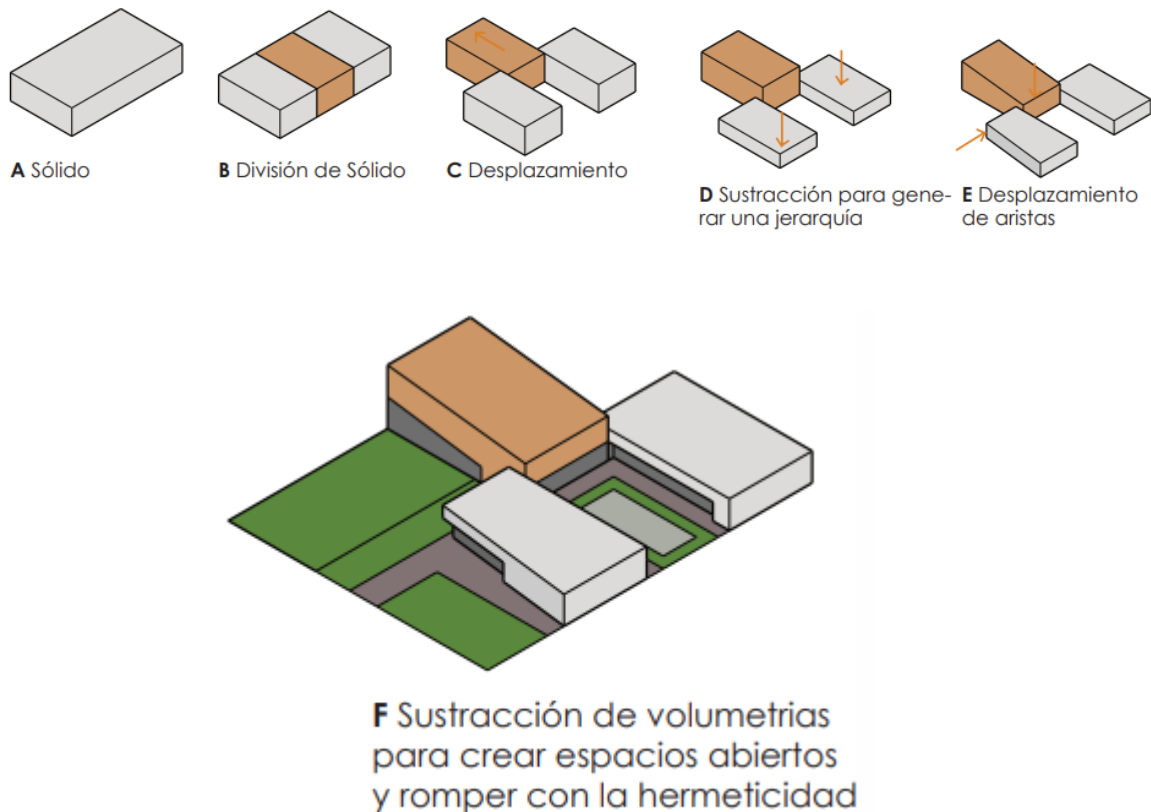 A Sólido
B División de Sólido
C Desplazamiento
D Sustracción para gene-
rar una jerarquía
E Desplazamiento
de aristas
F Sustracción de volumetrias
para crear espacios abiertos
y romper con la hermeticidad